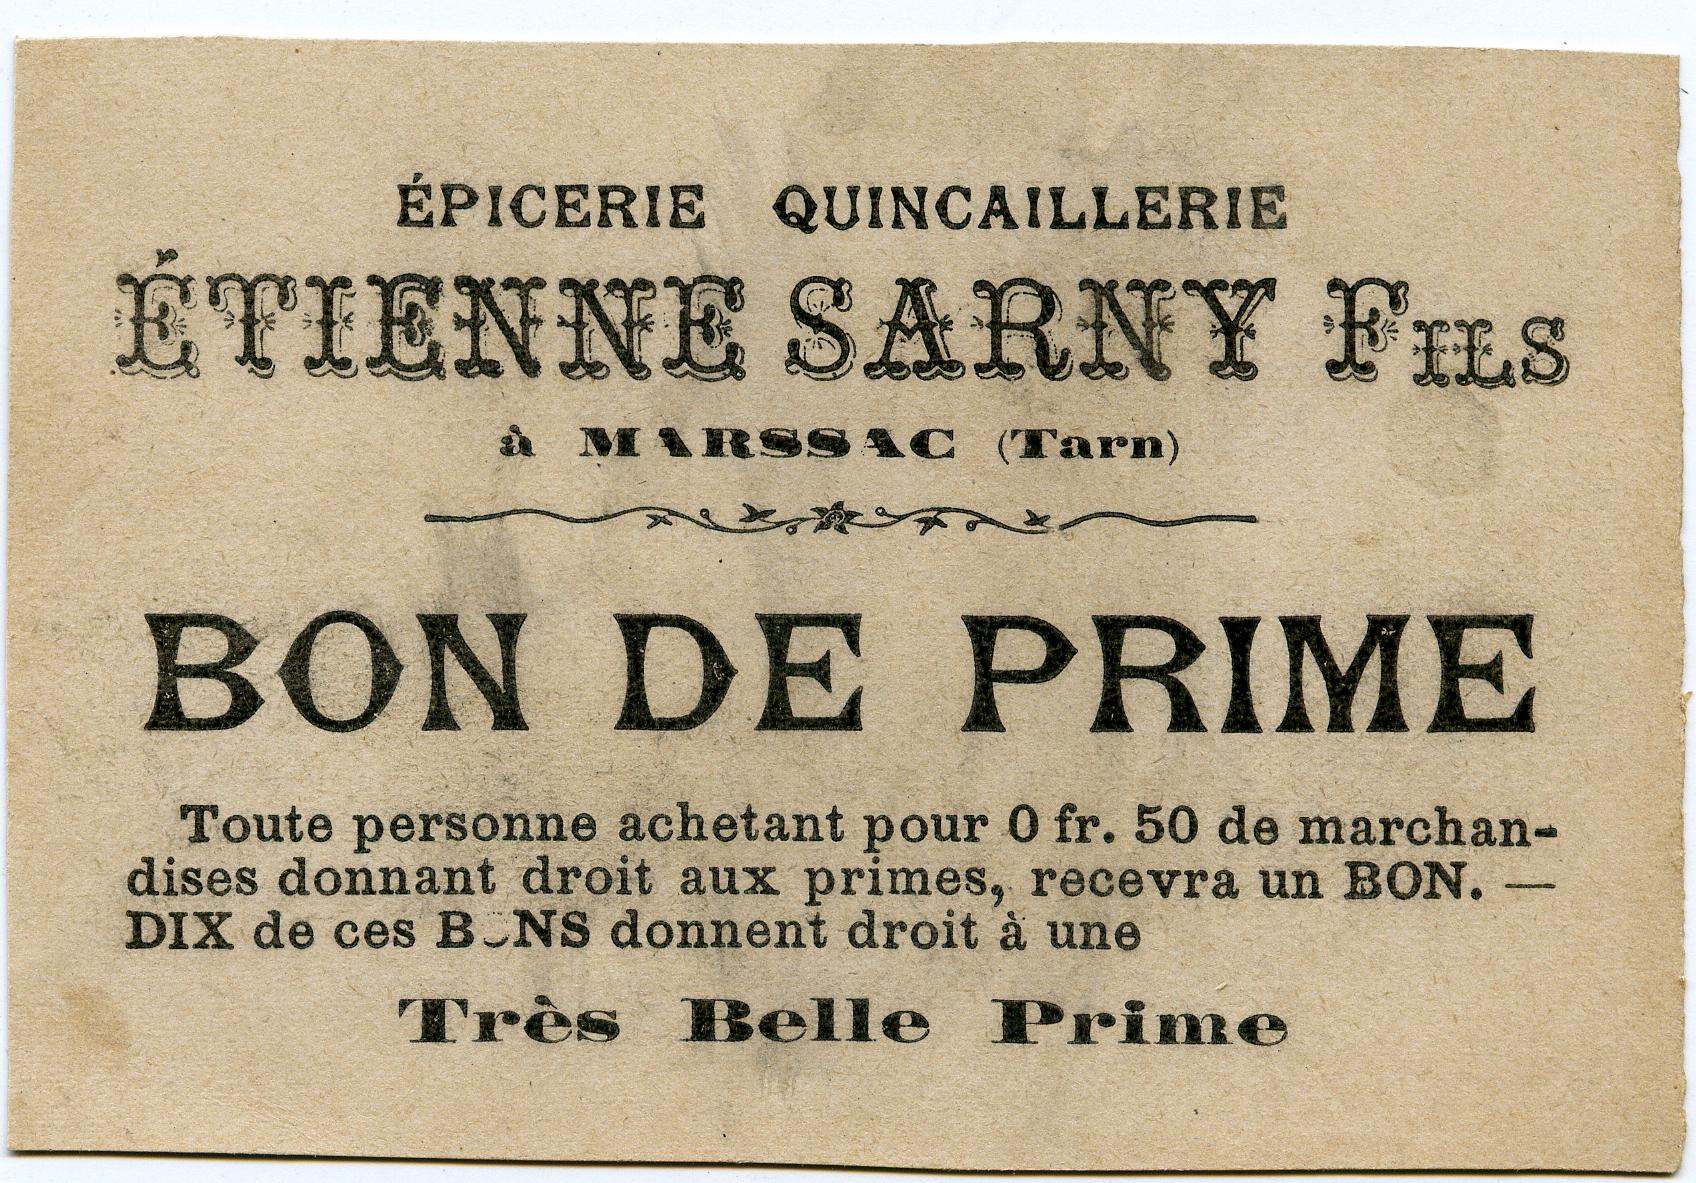 ÉPICERIE QUINCAILLERIE
ÉTIENNE SARNY FILS
à MARSSAC (Tarn)
BON DE PRIME
Toute personne achetant pour 0 fr. 50 de marchan-
dises donnant droit aux primes, recevra un BON. —
DIX de ces BONS donnent droit à une
Très Belle Prime